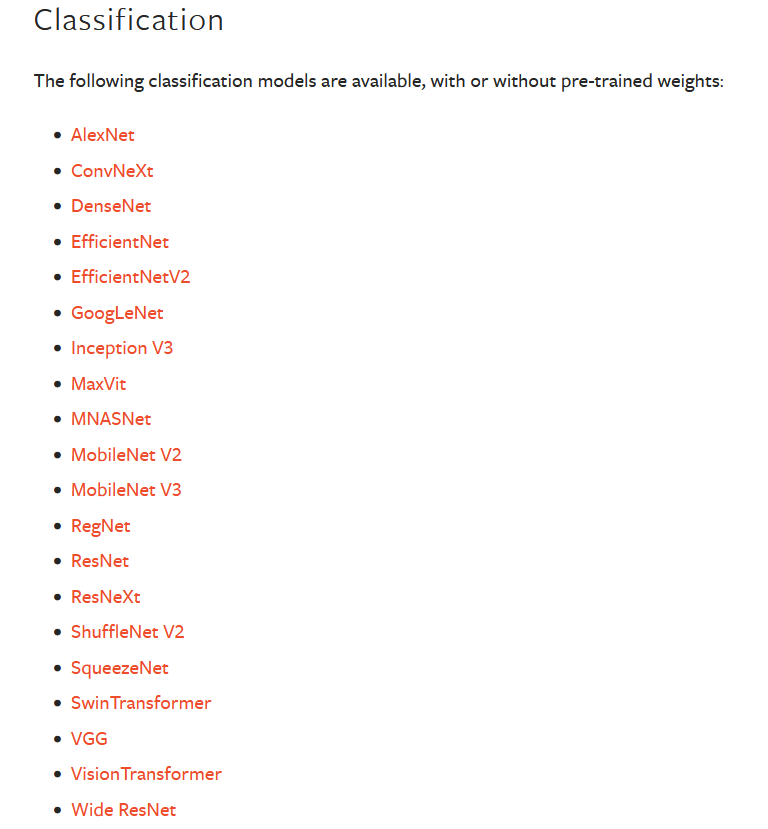 Classification
The following classification models are available, with or without pre-trained weights:
• AlexNet
• ConvNeXt
• DenseNet
• EfficientNet
• EfficientNetV2
• GoogLeNet
• Inception V3
• MaxVit
• MNASNet
• MobileNet V2
• MobileNet V3
• RegNet
• ResNet
• ResNeXt
• ShuffleNet V2
• SqueezeNet
• SwinTransformer
• VGG
• VisionTransformer
• Wide ResNet